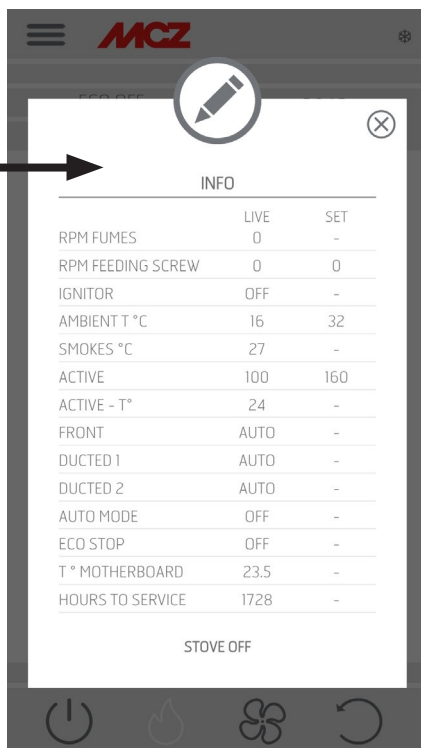 MCZ
ECO OFF
INFO
LIVE SET
RPM FUMES 0 -
RPM FEEDING SCREW 0 0
IGNITOR OFF -
AMBIENT T °C 16 32
SMOKES °C 27 -
ACTIVE 100 160
ACTIVE - T° 24 -
FRONT AUTO -
DUCTED 1 AUTO -
DUCTED 2 AUTO -
AUTO MODE OFF -
ECO STOP OFF -
T ° MOTHERBOARD 23.5 -
HOURS TO SERVICE 1728 -
STOVE OFF